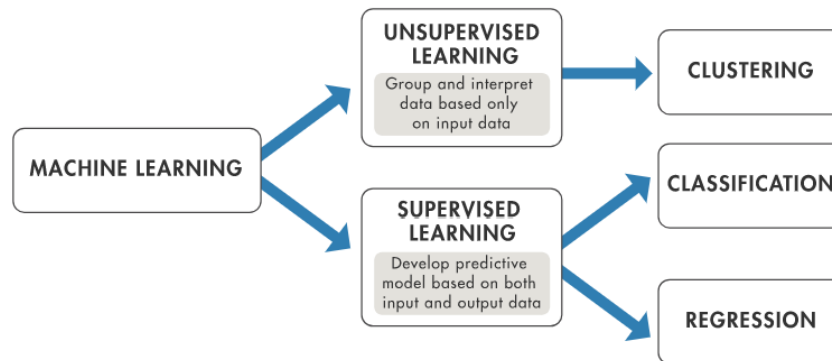 MACHINE LEARNING
UNSUPERVISED
LEARNING
Group and interpret
data based only
on input data
SUPERVISED
LEARNING
Develop predictive
model based on both
input and output data
CLUSTERING
CLASSIFICATION
REGRESSION